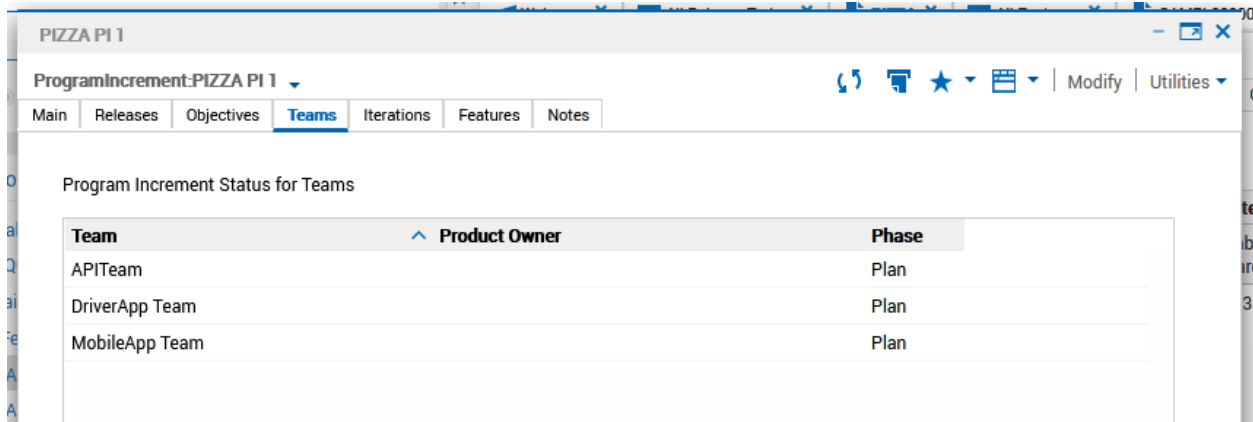 PIZZA PI 1
ProgramIncrement:PIZZA PI 1
Modify Utilities
Main Releases Objectives Teams Iterations Features Notes
Program Increment Status for Teams
Team Product Owner Phase
APITeam Plan
DriverApp Team Plan
MobileApp Team Plan